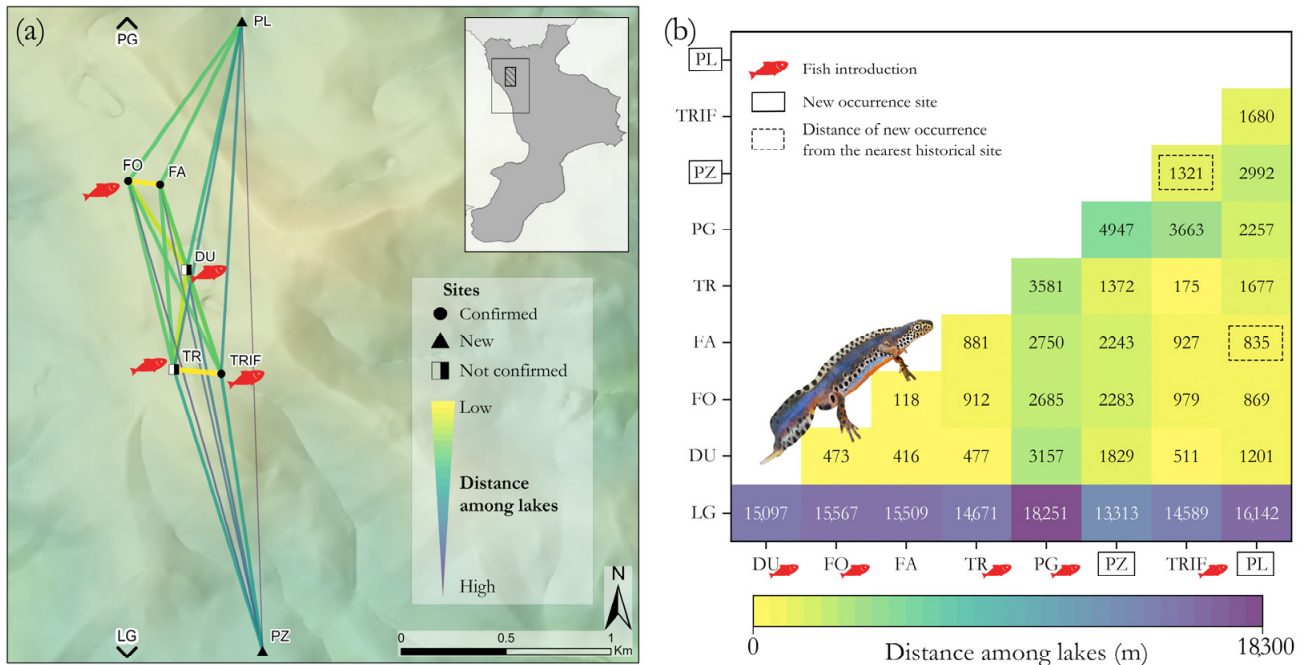 (a)
PG
PL
FO
FA
DU
TR
TRIF
LG
PZ
Sites
Confirmed
New
Not confirmed
Low
Distance
among lakes
High
N
0 0.5 1
Km
(b)
Fish introduction
New occurrence site
Distance of new occurrence
from the nearest historical site
PL
TRIF 1680
PZ 1321 2992
PG 4947 3663 2257
TR 3581 1372 175 1677
FA 881 2750 2243 927 835
FO 118 912 2685 2283 979 869
DU 473 416 477 3157 1829 511 1201
LG 15,097 15,567 15,509 14,671 18,251 13,313 14,589 16,142
DU FO FA TR PG PZ TRIF PL
0 Distance among lakes (m) 18300